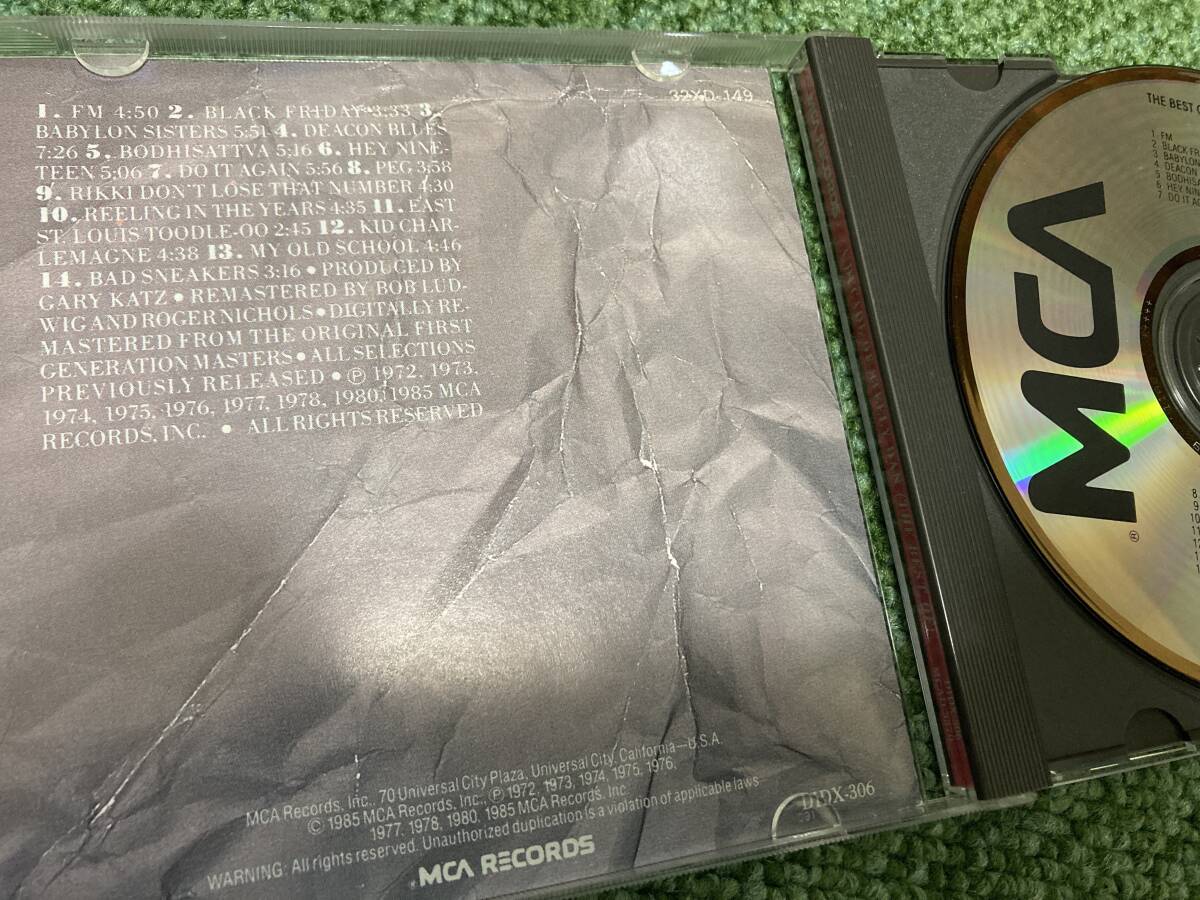 32XD-149
1. FM 4:50 2. BLACK FRIDAY 3:33 3.
BABYLON SISTERS 5:51 4. DEACON BLUES
7:26 5. BODHISATTVA 5:16 6. HEY NINE-
TEEN 5:06 7. DO IT AGAIN 5:56 8. PEG 3:58
9. RIKKI DON'T LOSE THAT NUMBER 4:30
10. REELING IN THE YEARS 4:35 11. EAST
ST. LOUIS TOODLE-OO 2:45 12. KID CHAR-
LEMAGNE 4:38 13. MY OLD SCHOOL 4:46
14. BAD SNEAKERS 3:16 • PRODUCED BY
GARY KATZ • REMASTERED BY BOB LUD-
WIG AND ROGER NICHOLS • DIGITALLY RE-
MASTERED FROM THE ORIGINAL FIRST
GENERATION MASTERS • ALL SELECTIONS
PREVIOUSLY RELEASED • ℗ 1972, 1973,
1974, 1975, 1976, 1977, 1978, 1980, 1985 MCA
RECORDS, INC. • ALL RIGHTS RESERVED
MCA Records, Inc., 70 Universal City Plaza, Universal City, California—U.S.A.
© 1985 MCA Records, Inc., ℗ 1972, 1973, 1974, 1975, 1976,
1977, 1978, 1980, 1985 MCA Records, Inc.
WARNING: All rights reserved. Unauthorized duplication is a violation of applicable laws
MCA RECORDS
DIDX-306
THE BEST
1. FM
2. BLACK
3. BABYLON
4. DEACON
5.
6. HEY
7. DO IT
MCA®
8
9
10
11